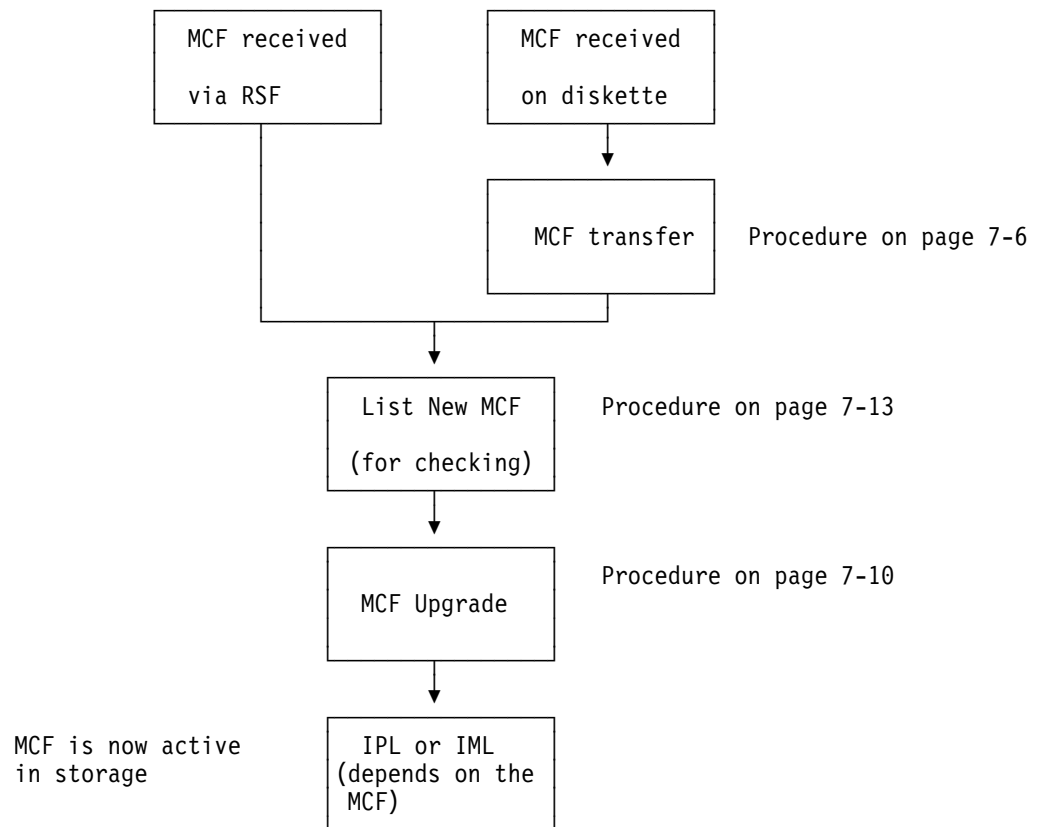 MCF received
via RSF
MCF received
on diskette
MCF transfer
Procedure on page 7-6
List New MCF
(for checking)
Procedure on page 7-13
MCF Upgrade
Procedure on page 7-10
MCF is now active
in storage
IPL or IML
(depends on the
MCF)